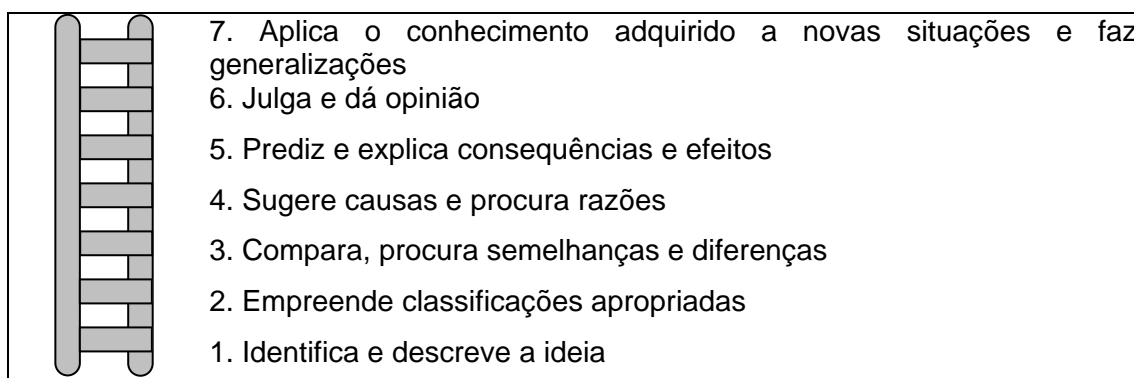 7. Aplica o conhecimento adquirido a novas situações e faz
generalizações
6. Julga e dá opinião
5. Prediz e explica consequências e efeitos
4. Sugere causas e procura razões
3. Compara, procura semelhanças e diferenças
2. Empreende classificações apropriadas
1. Identifica e descreve a ideia